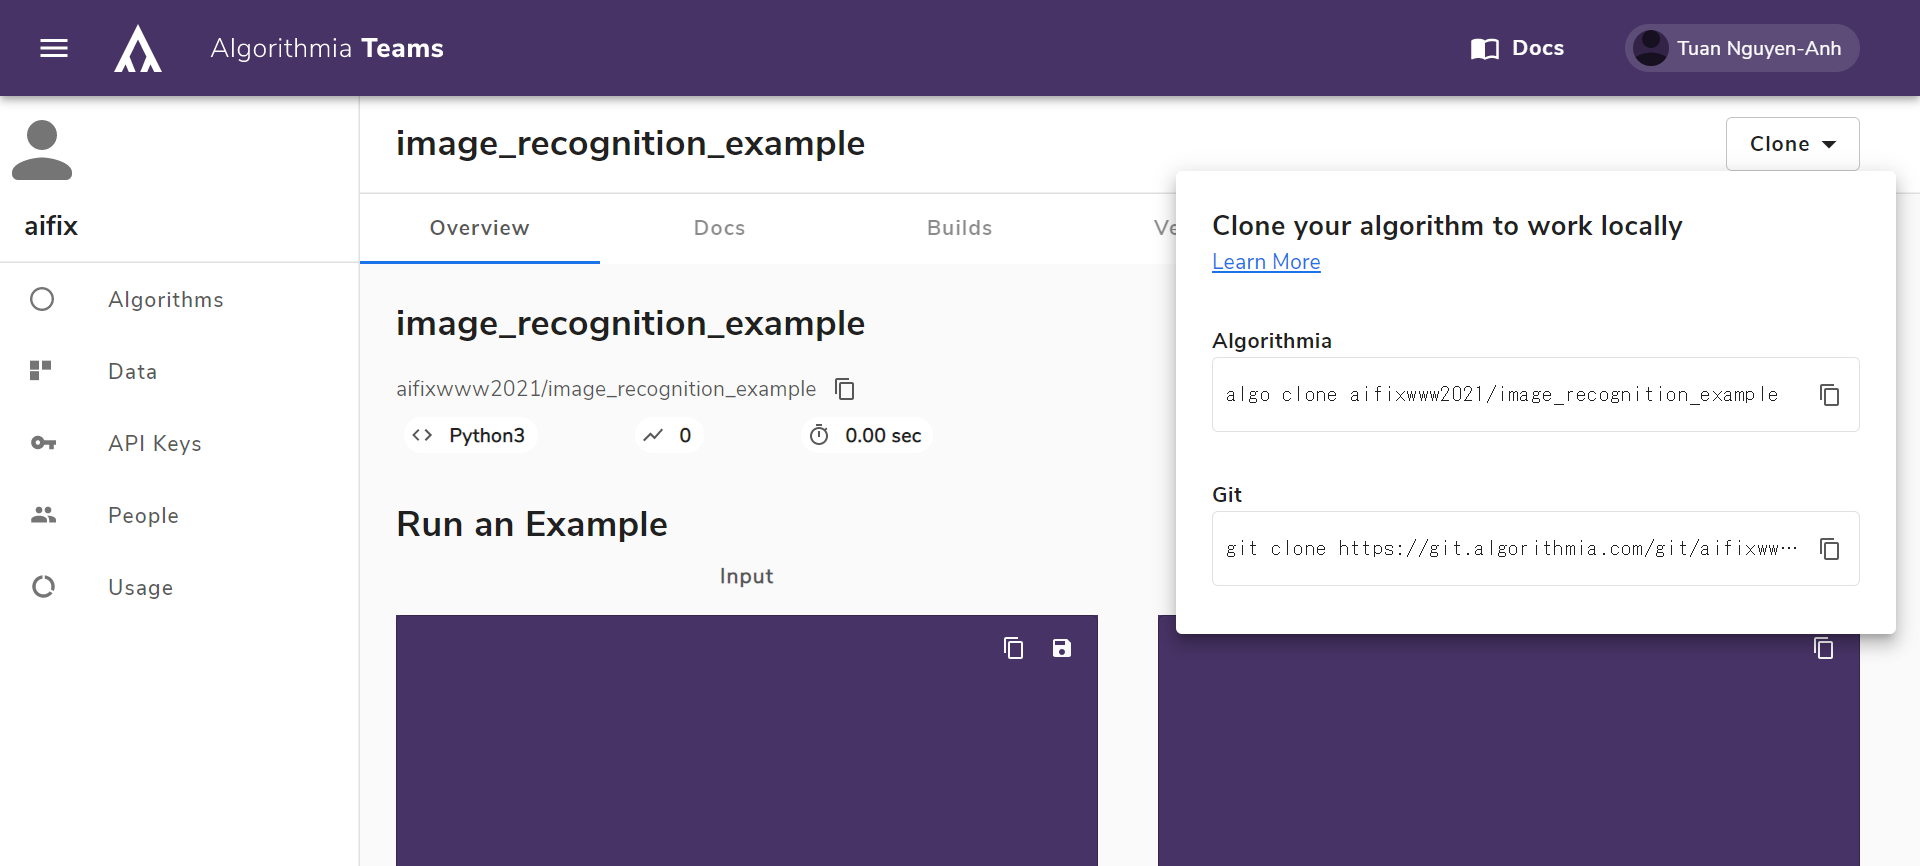 Algorithmia Teams
Docs
Tuan Nguyen-Anh
aifix
Algorithms
Data
API Keys
People
Usage
image_recognition_example
Clone
Overview
Docs
Builds
Ve
image_recognition_example
aifixwww2021/image_recognition_example
Python3
0
0.00 sec
Run an Example
Input
Clone your algorithm to work locally
Learn More
Algorithmia
algo clone aifixwww2021/image_recognition_example
Git
git clone https://git.algorithmia.com/git/aifixww…